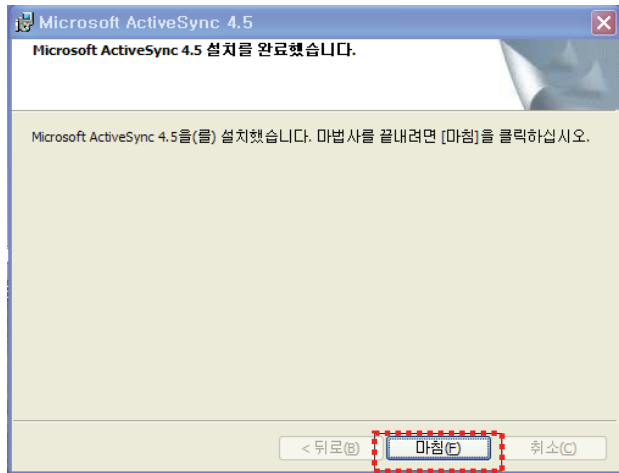 Microsoft ActiveSync 4.5
Microsoft ActiveSync 4.5 설치를 완료했습니다.
Microsoft ActiveSync 4.5을(를) 설치했습니다. 마법사를 끝내려면 [마침]을 클릭하십시오.
< 뒤로(B) 마침(F) 취소(C)